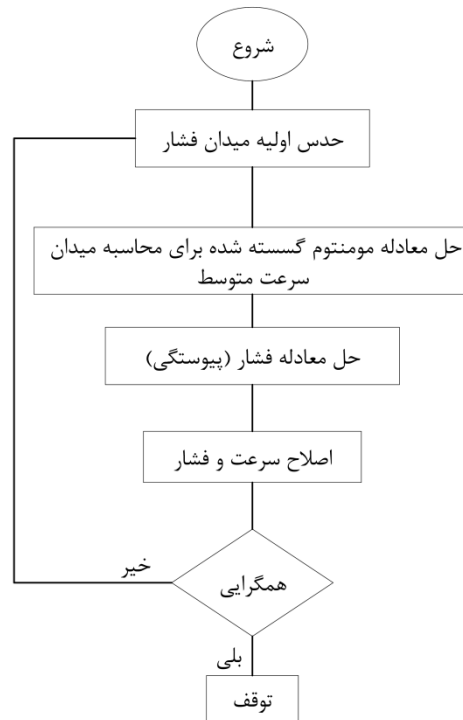 شروع
حدس اولیه میدان فشار
حل معادله مومنتوم گسسته شده برای محاسبه میدان
سرعت متوسط
حل معادله فشار (پیوستگی)
اصلاح سرعت و فشار
همگرایی
خیر
بلی
توقف